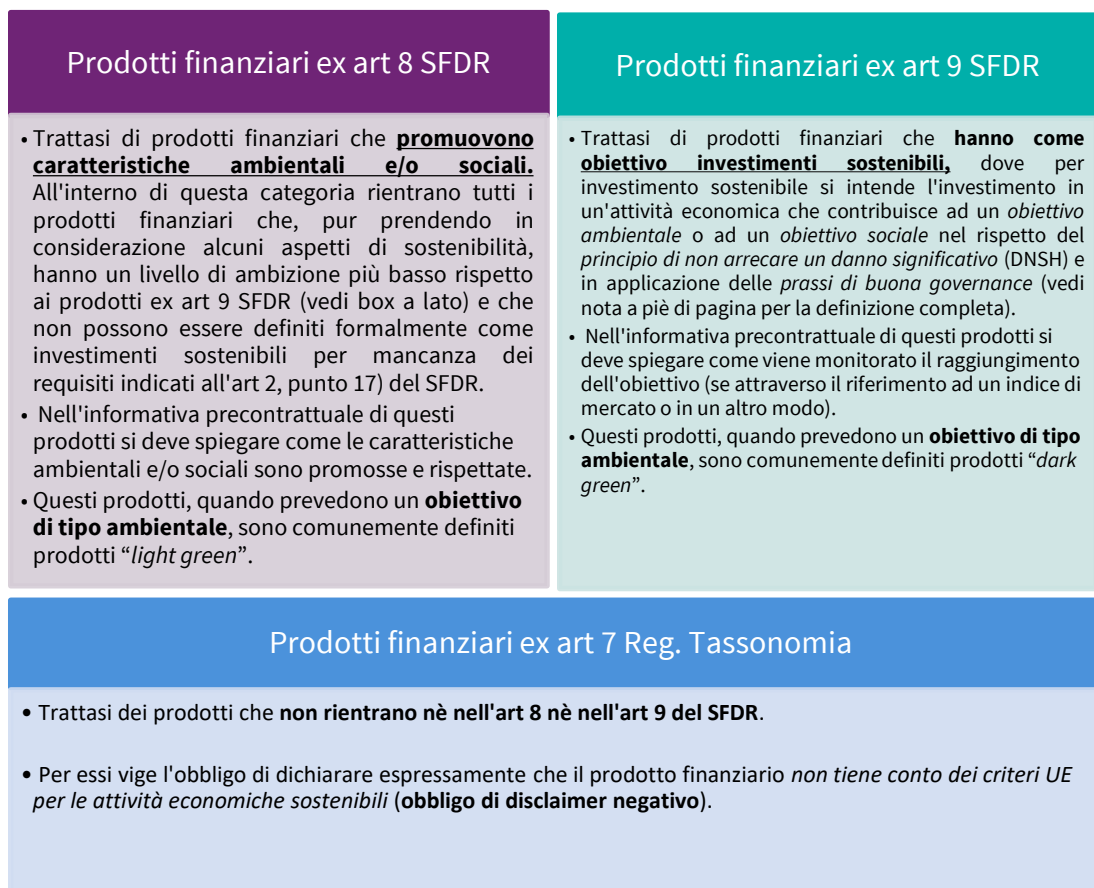 Prodotti finanziari ex art 8 SFDR
• Trattasi di prodotti finanziari che promuovono
caratteristiche ambientali e/o sociali.
All'interno di questa categoria rientrano tutti i
prodotti finanziari che, pur prendendo in
considerazione alcuni aspetti di sostenibilità,
hanno un livello di ambizione più basso rispetto
ai prodotti ex art 9 SFDR (vedi box a lato) e che
non possono essere definiti formalmente come
investimenti sostenibili per mancanza dei
requisiti indicati all'art 2, punto 17) del SFDR.
• Nell'informativa precontrattuale di questi
prodotti si deve spiegare come le caratteristiche
ambientali e/o sociali sono promosse e rispettate.
• Questi prodotti, quando prevedono un obiettivo
di tipo ambientale, sono comunemente definiti
prodotti “light green”.
Prodotti finanziari ex art 9 SFDR
• Trattasi di prodotti finanziari che hanno come
obiettivo investimenti sostenibili, dove per
investimento sostenibile si intende l'investimento in
un'attività economica che contribuisce ad un obiettivo
ambientale o ad un obiettivo sociale nel rispetto del
principio di non arrecare un danno significativo (DNSH) e
in applicazione delle prassi di buona governance (vedi
nota a piè di pagina per la definizione completa).
• Nell'informativa precontrattuale di questi prodotti si
deve spiegare come viene monitorato il raggiungimento
dell'obiettivo (se attraverso il riferimento ad un indice di
mercato o in un altro modo).
• Questi prodotti, quando prevedono un obiettivo di tipo
ambientale, sono comunemente definiti prodotti “dark
green”.
Prodotti finanziari ex art 7 Reg. Tassonomia
• Trattasi dei prodotti che non rientrano nè nell'art 8 nè nell'art 9 del SFDR.
• Per essi vige l'obbligo di dichiarare espressamente che il prodotto finanziario non tiene conto dei criteri UE
per le attività economiche sostenibili (obbligo di disclaimer negativo).